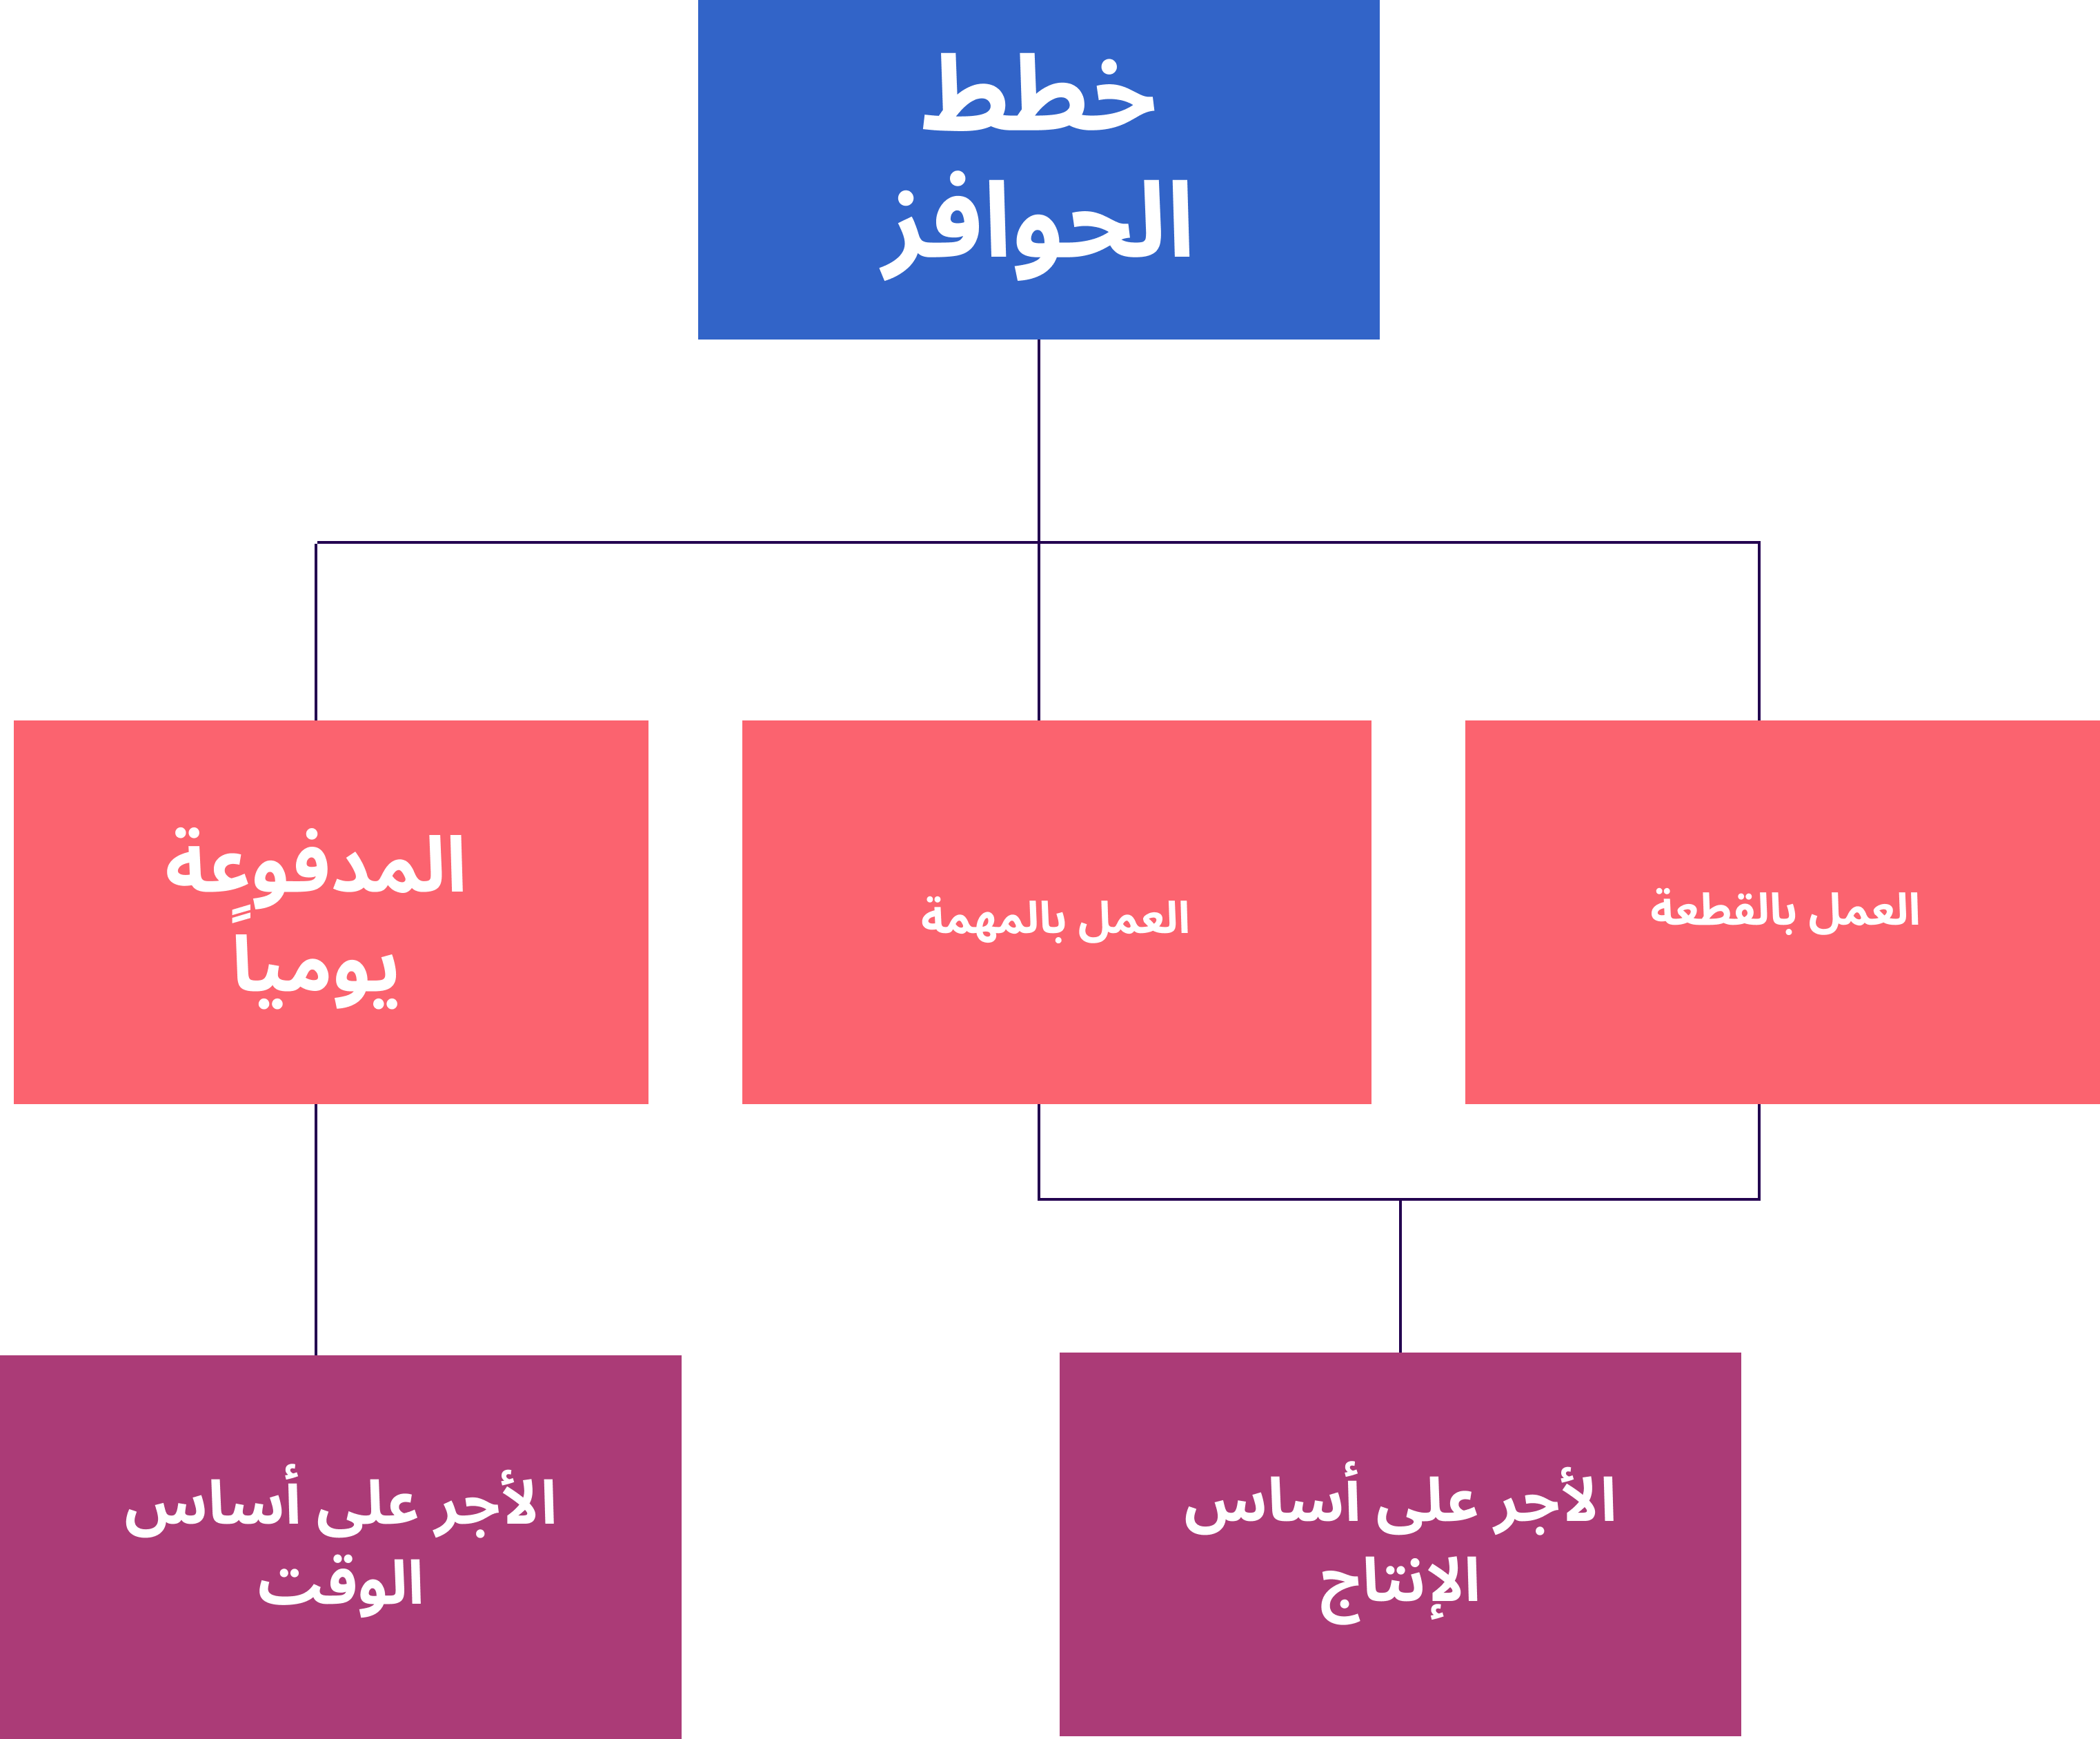 خطط
الحوافز
العمل بالقطعة
العمل بالمهمة
المدفوعة
يومياً
الأجر على أساس
الإنتاج
الأجر على أساس
الوقت